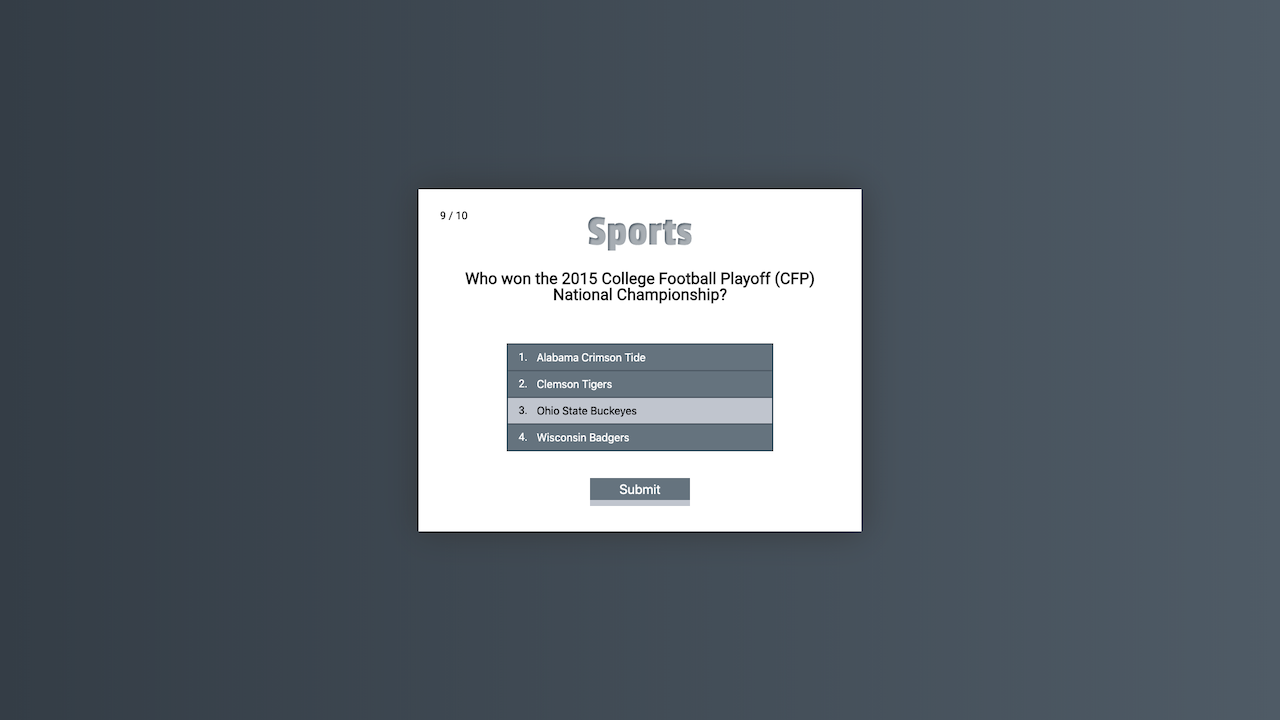 9 / 10
Sports
Who won the 2015 College Football Playoff (CFP)
National Championship?
1. Alabama Crimson Tide
2. Clemson Tigers
3. Ohio State Buckeyes
4. Wisconsin Badgers
Submit